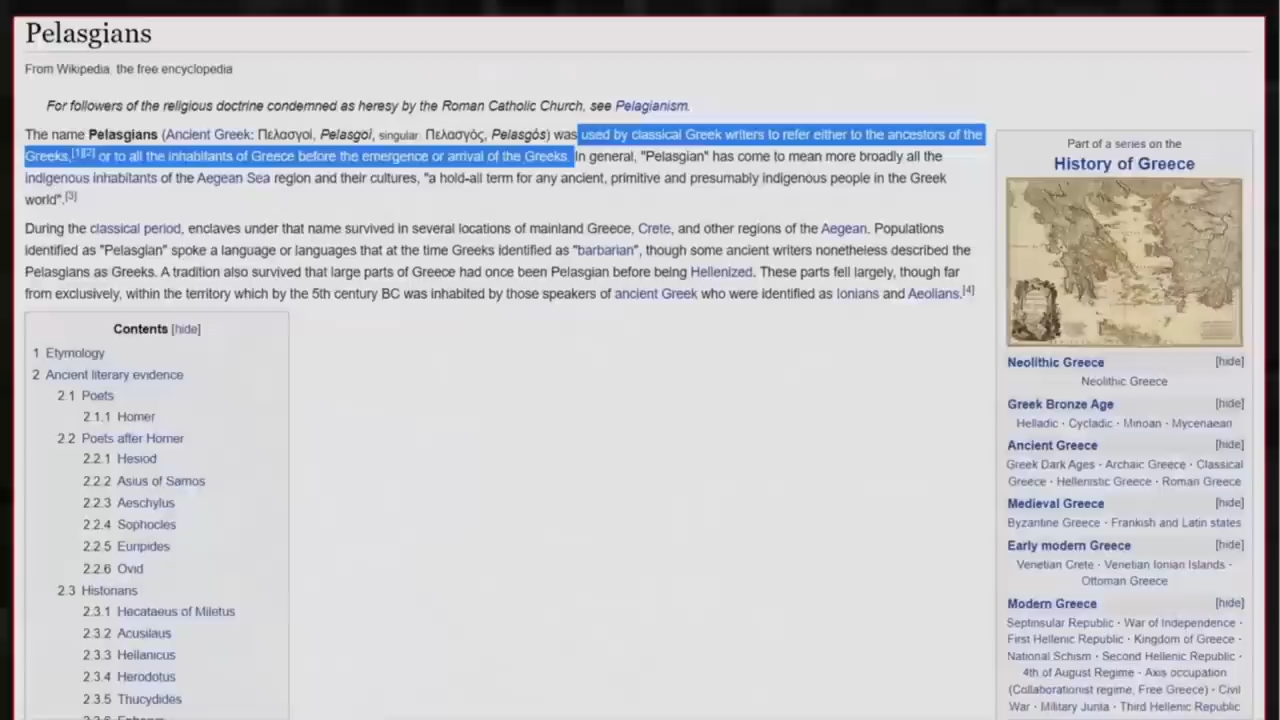 Pelasgians
From Wikipedia, the free encyclopedia
For followers of the religious doctrine condemned as heresy by the Roman Catholic Church, see Pelagianism.
The name Pelasgians (Ancient Greek: Πελασγοί, Pelasgoí, singular: Πελασγός, Pelasgós) was used by classical Greek writers to refer either to the ancestors of the
Greeks,[1][2] or to all the inhabitants of Greece before the emergence or arrival of the Greeks. In general, "Pelasgian" has come to mean more broadly all the
indigenous inhabitants of the Aegean Sea region and their cultures, "a hold-all term for any ancient, primitive and presumably indigenous people in the Greek
world".[3]
During the classical period, enclaves under that name survived in several locations of mainland Greece, Crete, and other regions of the Aegean. Populations
identified as "Pelasgian" spoke a language or languages that at the time Greeks identified as "barbarian", though some ancient writers nonetheless described the
Pelasgians as Greeks. A tradition also survived that large parts of Greece had once been Pelasgian before being Hellenized. These parts fell largely, though far
from exclusively, within the territory which by the 5th century BC was inhabited by those speakers of ancient Greek who were identified as Ionians and Aeolians.[4]
Contents [hide]
1 Etymology
2 Ancient literary evidence
2.1 Poets
2.1.1 Homer
2.2 Poets after Homer
2.2.1 Hesiod
2.2.2 Asius of Samos
2.2.3 Aeschylus
2.2.4 Sophocles
2.2.5 Euripides
2.2.6 Ovid
2.3 Historians
2.3.1 Hecataeus of Miletus
2.3.2 Acusilaus
2.3.3 Hellanicus
2.3.4 Herodotus
2.3.5 Thucydides
Part of a series on the
History of Greece
Neolithic Greece [hide]
Neolithic Greece
Greek Bronze Age [hide]
Helladic · Cycladic · Minoan · Mycenaean
Ancient Greece [hide]
Greek Dark Ages · Archaic Greece · Classical
Greece · Hellenistic Greece · Roman Greece
Medieval Greece [hide]
Byzantine Greece · Frankish and Latin states
Early modern Greece [hide]
Venetian Crete · Venetian Ionian Islands ·
Ottoman Greece
Modern Greece [hide]
Septinsular Republic · War of Independence ·
First Hellenic Republic · Kingdom of Greece ·
National Schism · Second Hellenic Republic ·
4th of August Regime · Axis occupation
(Collaborationist regime, Free Greece) · Civil
War · Military Junta · Third Hellenic Republic